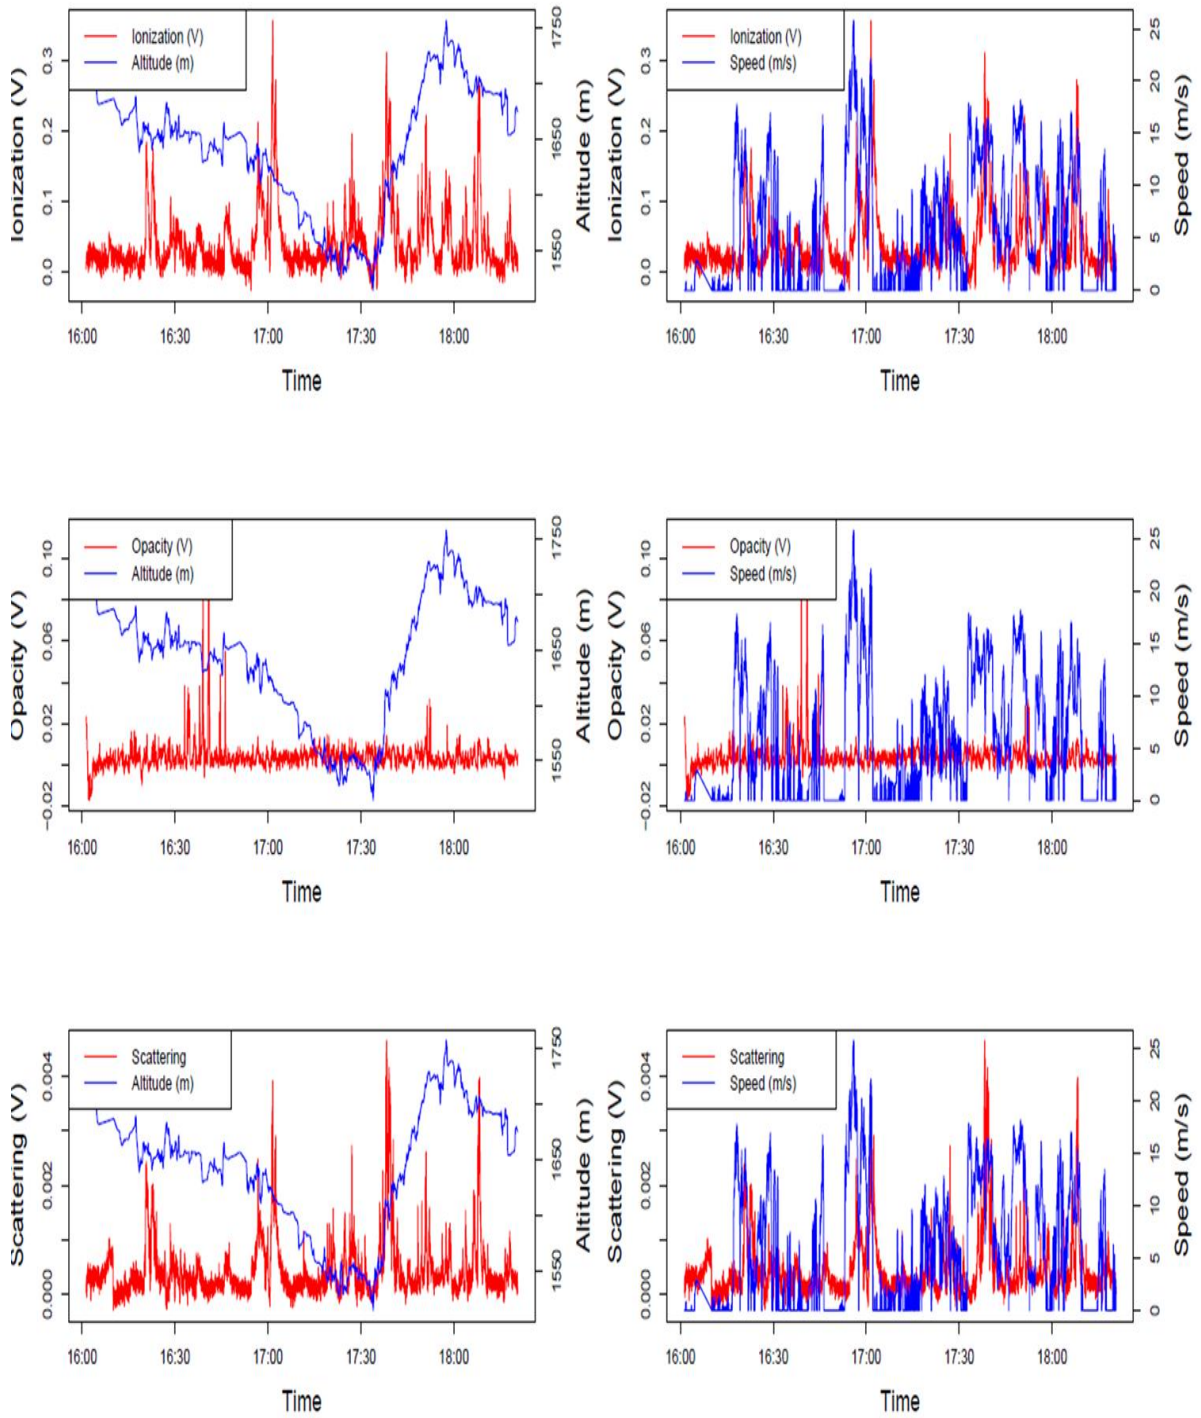 Ionization (V)
Altitude (m)
Ionization (V)
0.0
0.1
0.2
0.3
1550
1650
1750
Altitude (m)
16:00
16:30
17:00
17:30
18:00
Time
Ionization (V)
Speed (m/s)
Ionization (V)
0.0
0.1
0.2
0.3
0
5
10
15
20
25
Speed (m/s)
16:00
16:30
17:00
17:30
18:00
Time
Opacity (V)
Altitude (m)
Opacity (V)
−0.02
0.02
0.06
0.10
1550
1650
1750
Altitude (m)
16:00
16:30
17:00
17:30
18:00
Time
Opacity (V)
Speed (m/s)
Opacity (V)
−0.02
0.02
0.06
0.10
0
5
10
15
20
25
Speed (m/s)
16:00
16:30
17:00
17:30
18:00
Time
Scattering
Altitude (m)
Scattering (V)
0.000
0.002
0.004
1550
1650
1750
Altitude (m)
16:00
16:30
17:00
17:30
18:00
Time
Scattering
Speed (m/s)
Scattering (V)
0.000
0.002
0.004
0
5
10
15
20
25
Speed (m/s)
16:00
16:30
17:00
17:30
18:00
Time